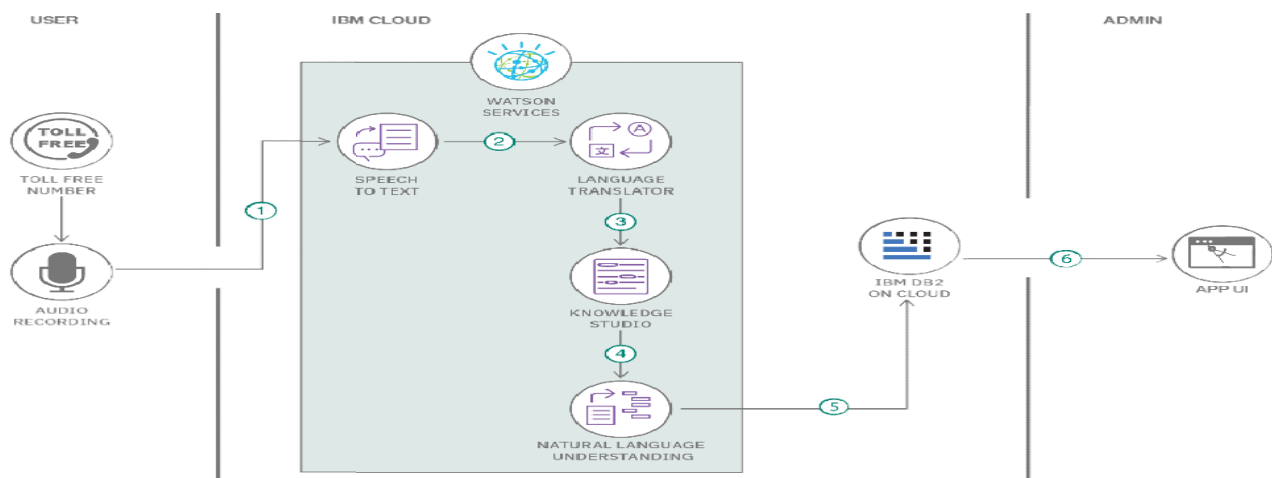 USER
IBM CLOUD
ADMIN
WATSON
SERVICES
TOLL
FREE
TOLL FREE
NUMBER
1
AUDIO
RECORDING
SPEECH
TO TEXT
2
A
文
LANGUAGE
TRANSLATOR
3
KNOWLEDGE
STUDIO
4
NATURAL LANGUAGE
UNDERSTANDING
5
IBM DB2
ON CLOUD
6
APP UI